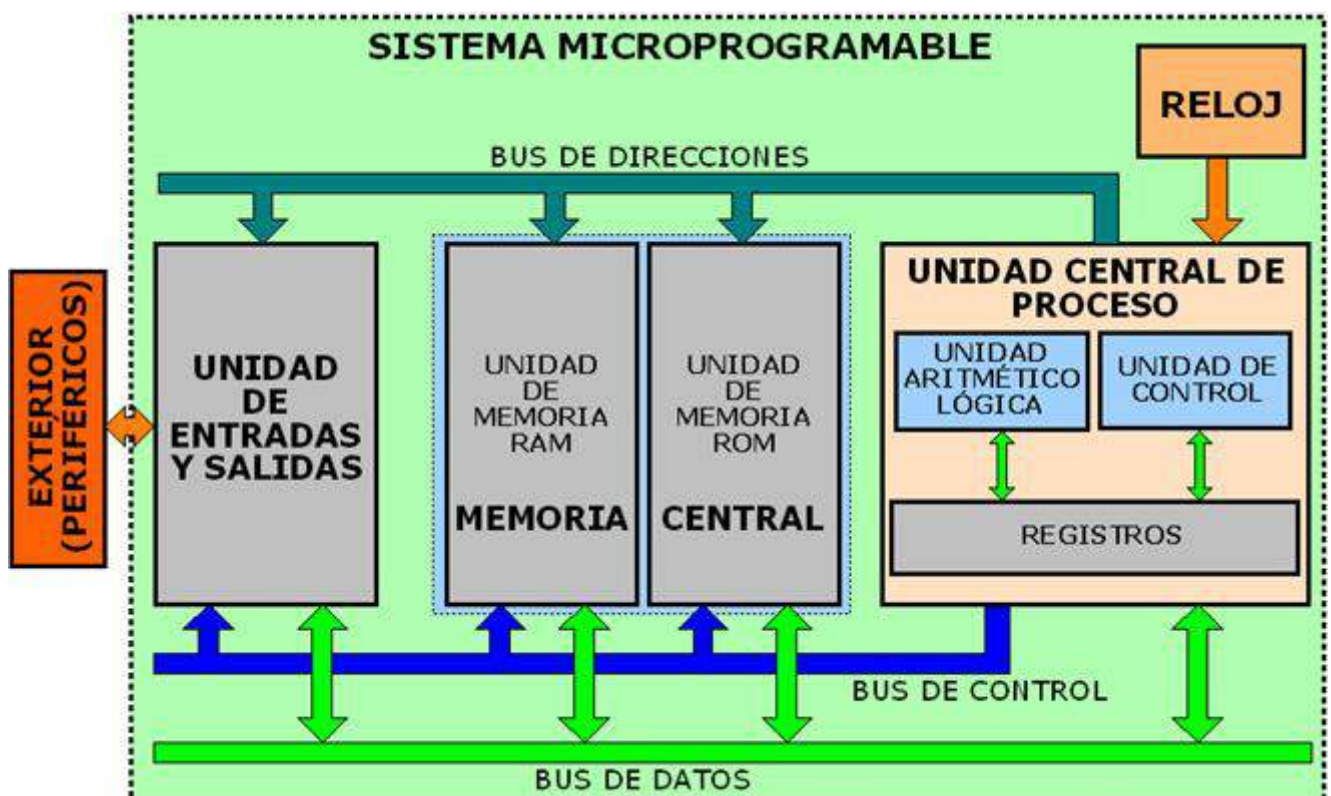 SISTEMA MICROPROGRAMABLE
RELOJ
BUS DE DIRECCIONES
EXTERIOR
(PERIFÉRICOS)
UNIDAD
DE
ENTRADAS
Y SALIDAS
UNIDAD
DE
MEMORIA
RAM
MEMORIA
UNIDAD
DE
MEMORIA
ROM
CENTRAL
UNIDAD CENTRAL DE
PROCESO
UNIDAD
ARITMÉTICO
LÓGICA
UNIDAD DE
CONTROL
REGISTROS
BUS DE CONTROL
BUS DE DATOS